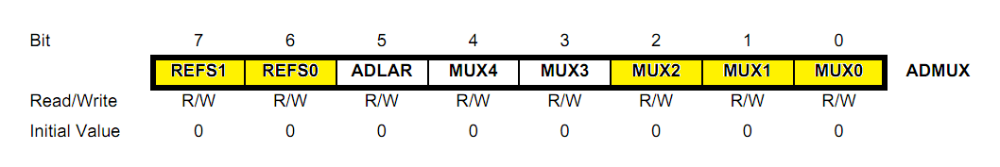 Bit 7 6 5 4 3 2 1 0
REFS1 REFS0 ADLAR MUX4 MUX3 MUX2 MUX1 MUX0 ADMUX
Read/Write R/W R/W R/W R/W R/W R/W R/W R/W
Initial Value 0 0 0 0 0 0 0 0